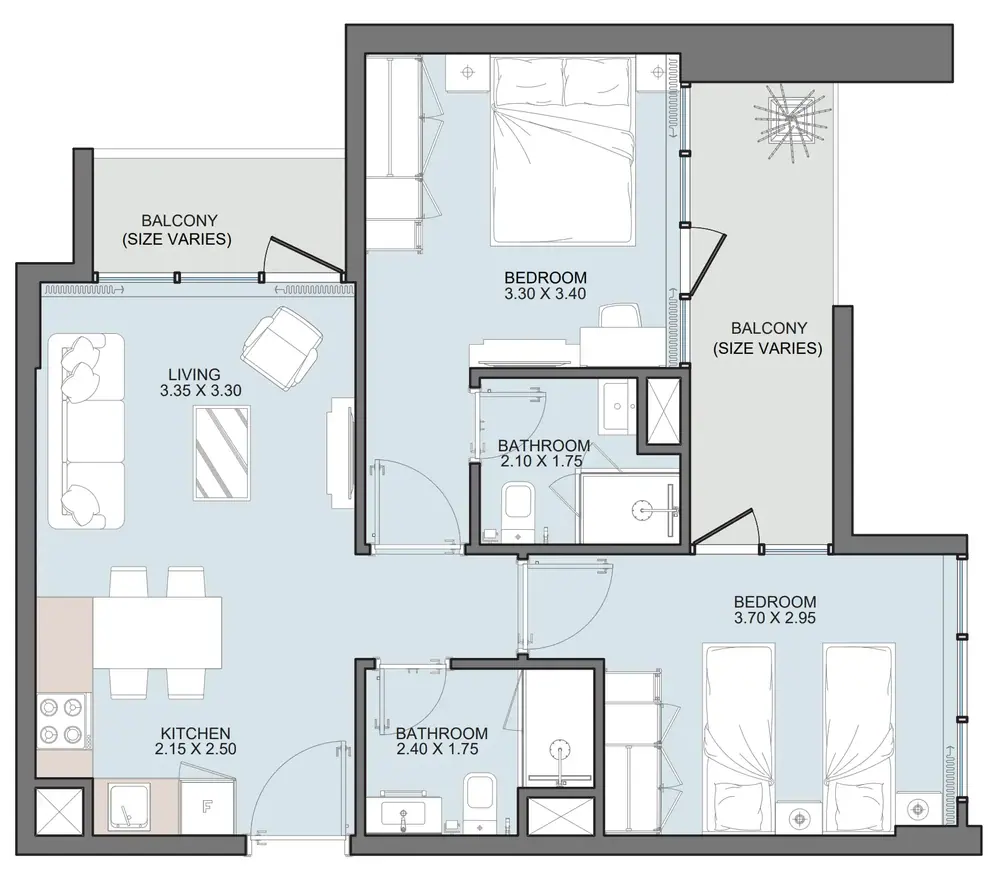 BALCONY
(SIZE VARIES)
BEDROOM
3.30 X 3.40
BALCONY
(SIZE VARIES)
LIVING
3.35 X 3.30
BATHROOM
2.10 X 1.75
BEDROOM
3.70 X 2.95
KITCHEN
2.15 X 2.50
BATHROOM
2.40 X 1.75
F